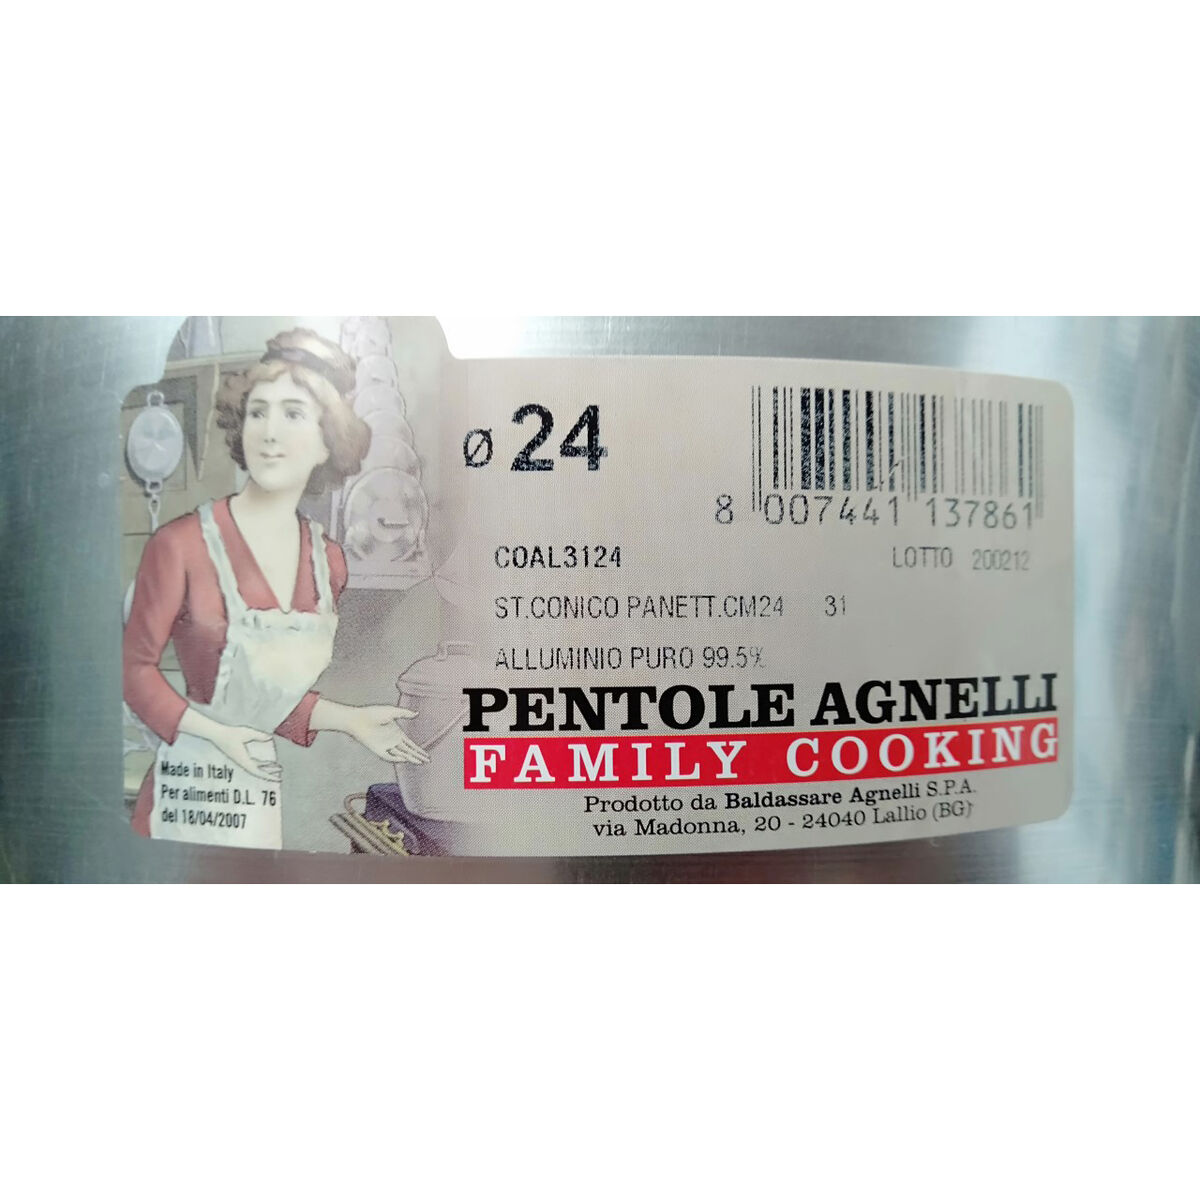 ø 24
8 007441 137861
COAL3124 LOTTO 200212
ST.CONICO PANETT.CM24 31
ALLUMINIO PURO 99.5%
PENTOLE AGNELLI
FAMILY COOKING
Prodotto da Baldassare Agnelli S.P.A.
via Madonna, 20 - 24040 Lallio (BG)
Made in Italy
Per alimenti D.L. 76
del 18/04/2007